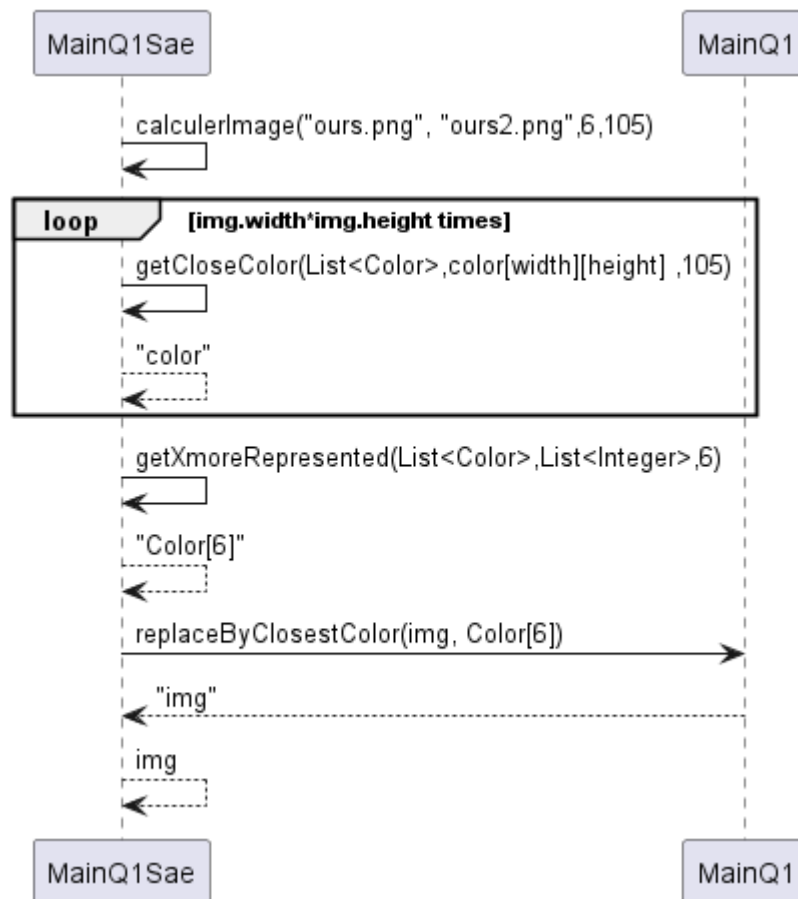 MainQ1Sae MainQ1
calculerImage("ours.png", "ours2.png",6,105)
loop [img.width*img.height times]
getCloseColor(List<Color>,color[width][height] ,105)
"color"
getXmoreRepresented(List<Color>,List<Integer>,6)
"Color[6]"
replaceByClosestColor(img, Color[6])
"img"
img
MainQ1Sae MainQ1